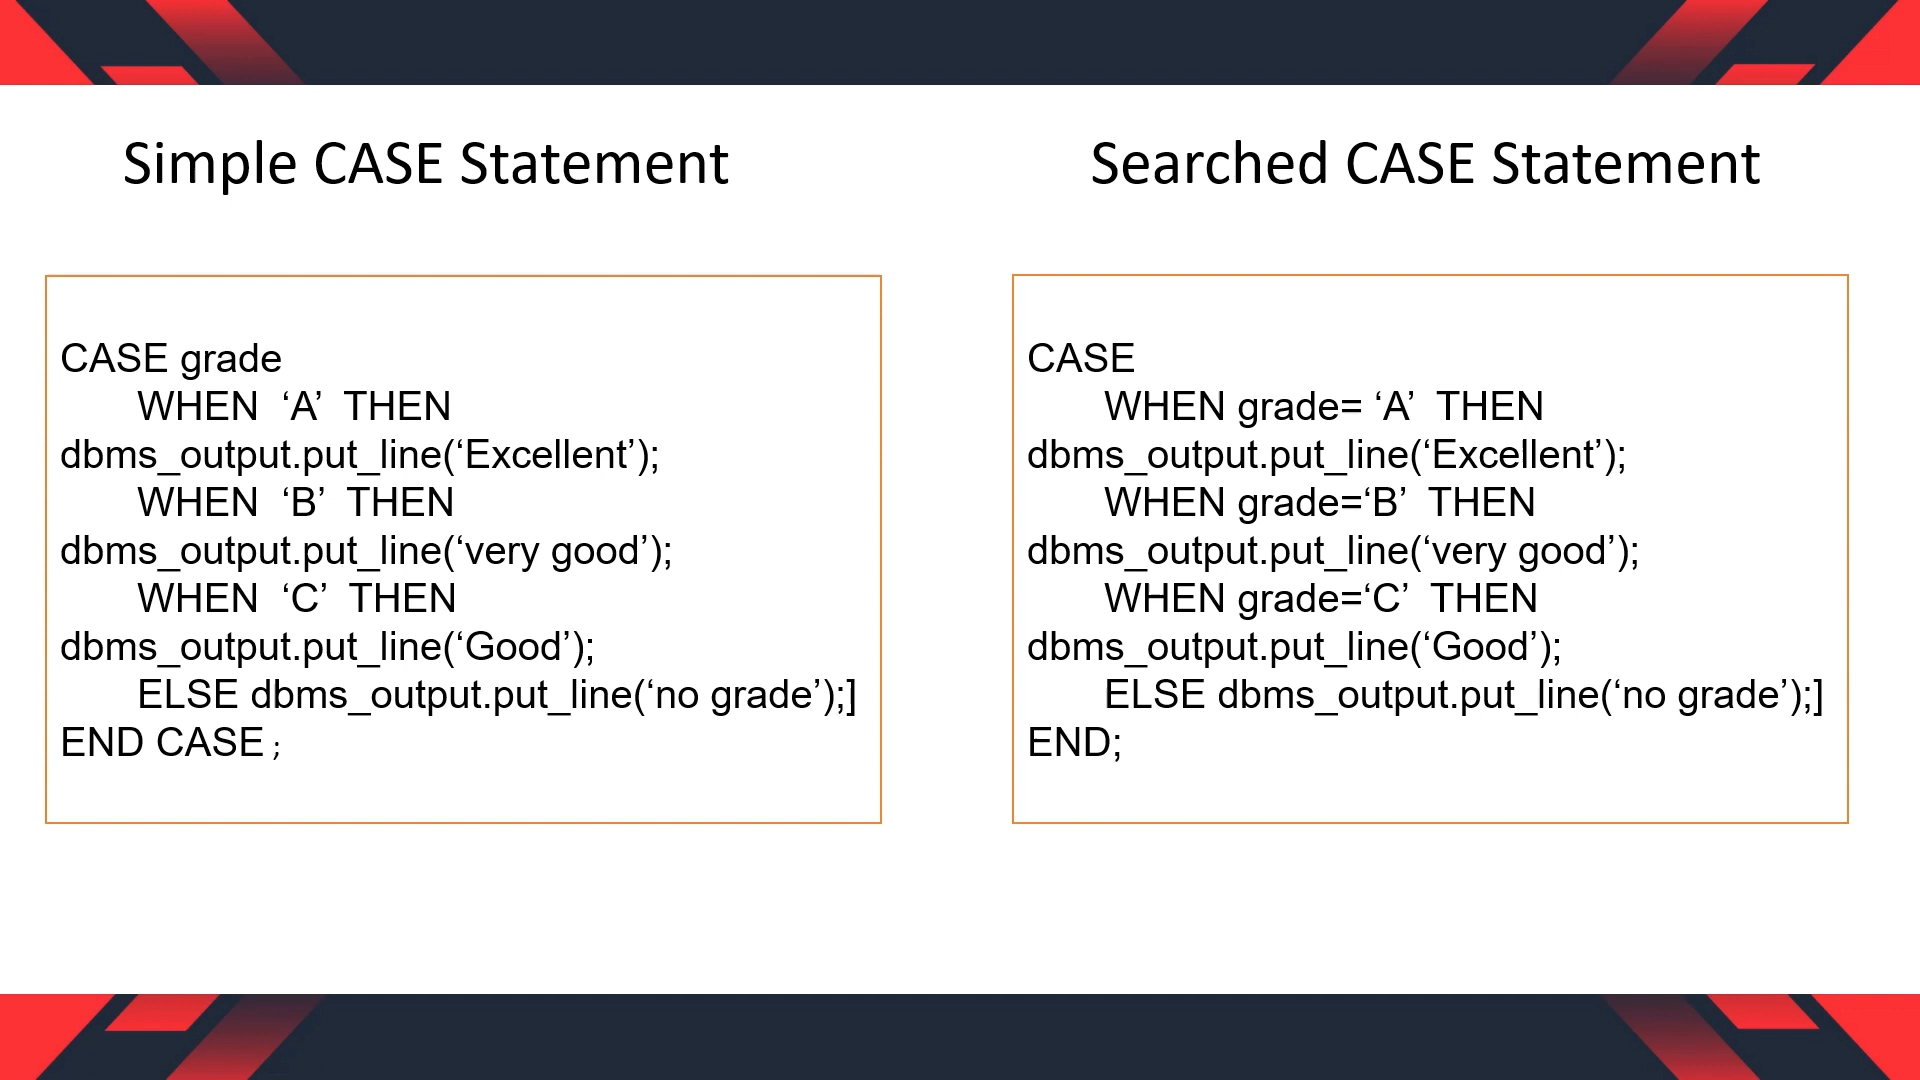 Simple CASE Statement
CASE grade
WHEN ‘A’ THEN
dbms_output.put_line(‘Excellent’);
WHEN ‘B’ THEN
dbms_output.put_line(‘very good’);
WHEN ‘C’ THEN
dbms_output.put_line(‘Good’);
ELSE dbms_output.put_line(‘no grade’);]
END CASE ;
Searched CASE Statement
CASE
WHEN grade= ‘A’ THEN
dbms_output.put_line(‘Excellent’);
WHEN grade=‘B’ THEN
dbms_output.put_line(‘very good’);
WHEN grade=‘C’ THEN
dbms_output.put_line(‘Good’);
ELSE dbms_output.put_line(‘no grade’);]
END;